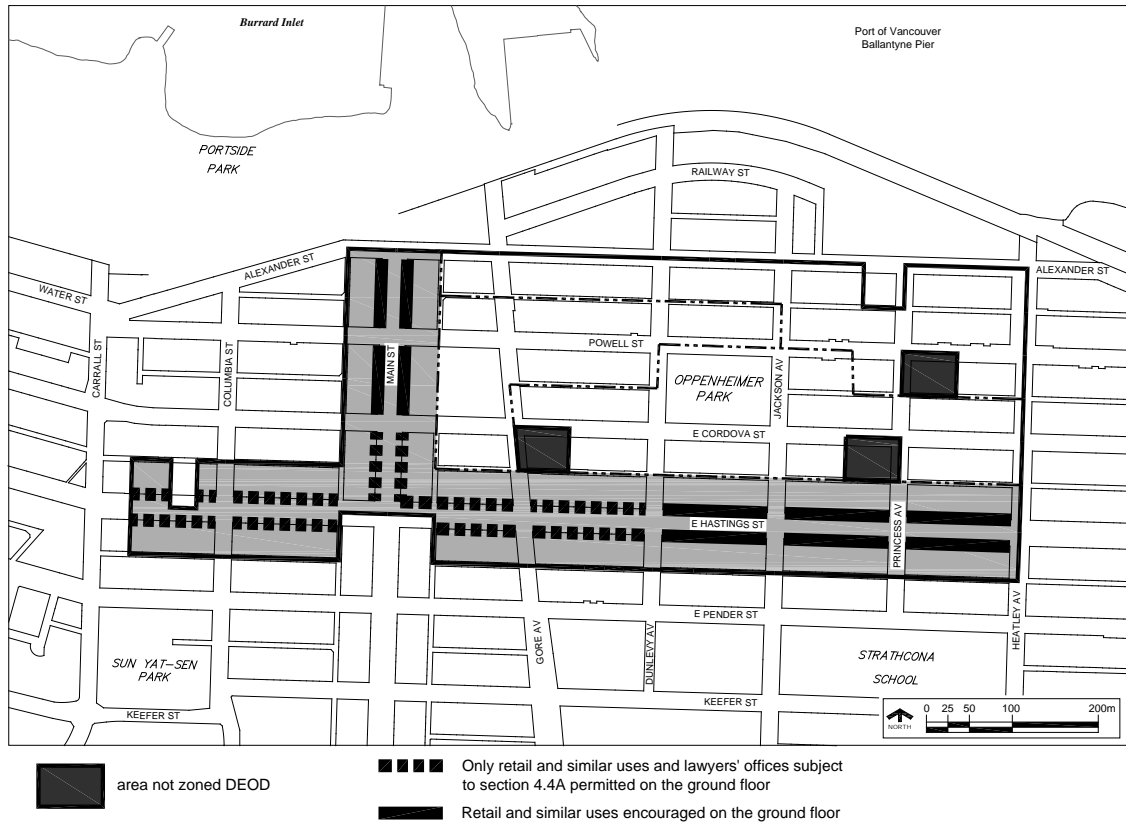 Burrard Inlet
Port of Vancouver
Ballantyne Pier
PORTSIDE
PARK
RAILWAY ST
ALEXANDER ST
ALEXANDER ST
WATER ST
CARRALL ST
COLUMBIA ST
MAIN ST
POWELL ST
OPPENHEIMER
PARK
JACKSON AV
E CORDOVA ST
E HASTINGS ST
PRINCESS AV
E PENDER ST
GORE AV
DUNLEVY AV
HEATLEY AV
SUN YAT-SEN
PARK
STRATHCONA
SCHOOL
KEEFER ST
KEEFER ST
NORTH
0 25 50 100 200m
area not zoned DEOD
Only retail and similar uses and lawyers' offices subject
to section 4.4A permitted on the ground floor
Retail and similar uses encouraged on the ground floor